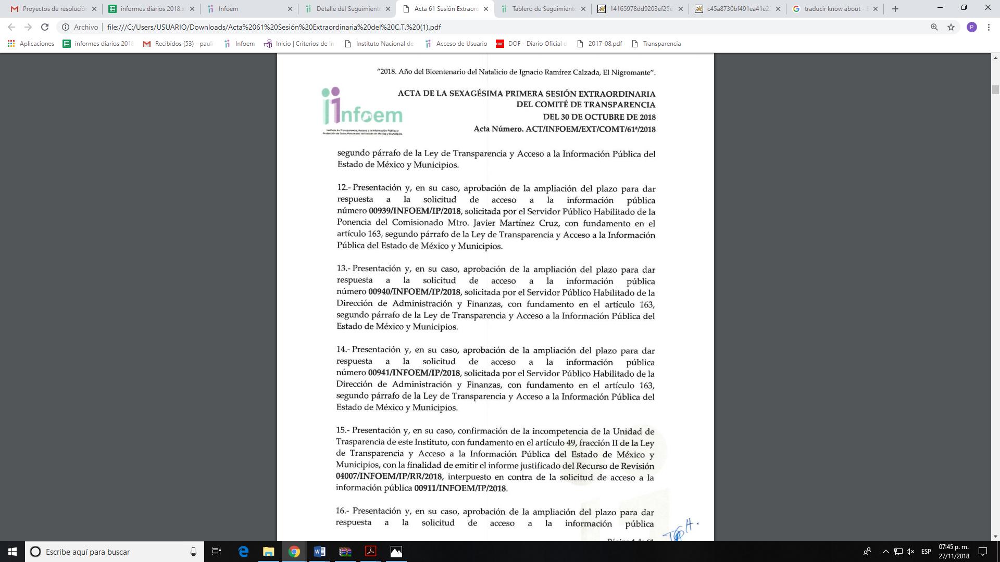 Proyectos de resolución
informes diarios 2018.x
Infoem
Detalle del Seguimiento
Acta 61 Sesión Extraord
Tablero de Seguimiento
14165978dd9203ef25e
c45a8730bf491ea41e2
traducir know about -
Archivo
file:///C:/Users/USUARIO/Downloads/Acta%2061%20Sesión%20Extraordinaria%20del%20C.T.%20(1).pdf
P
Aplicaciones
informes diarios 2018
Recibidos (53) - pauli
Infoem
Inicio | Criterios de In
Instituto Nacional de
Acceso de Usuario
DOF
DOF - Diario Oficial d
2017-08.pdf
Transparencia
“2018. Año del Bicentenario del Natalicio de Ignacio Ramírez Calzada, El Nigromante”.
infoem
Instituto de Transparencia, Acceso a la Información Pública y
Protección de Datos Personales del Estado de México y Municipios
ACTA DE LA SEXAGÉSIMA PRIMERA SESIÓN EXTRAORDINARIA
DEL COMITÉ DE TRANSPARENCIA
DEL 30 DE OCTUBRE DE 2018
Acta Número. ACT/INFOEM/EXT/COMT/61ª/2018
segundo párrafo de la Ley de Transparencia y Acceso a la Información Pública del
Estado de México y Municipios.
12.- Presentación y, en su caso, aprobación de la ampliación del plazo para dar
respuesta a la solicitud de acceso a la información pública
número 00939/INFOEM/IP/2018, solicitada por el Servidor Público Habilitado de la
Ponencia del Comisionado Mtro. Javier Martínez Cruz, con fundamento en el
artículo 163, segundo párrafo de la Ley de Transparencia y Acceso a la Información
Pública del Estado de México y Municipios.
13.- Presentación y, en su caso, aprobación de la ampliación del plazo para dar
respuesta a la solicitud de acceso a la información pública
número 00940/INFOEM/IP/2018, solicitada por el Servidor Público Habilitado de la
Dirección de Administración y Finanzas, con fundamento en el artículo 163,
segundo párrafo de la Ley de Transparencia y Acceso a la Información Pública del
Estado de México y Municipios.
14.- Presentación y, en su caso, aprobación de la ampliación del plazo para dar
respuesta a la solicitud de acceso a la información pública
número 00941/INFOEM/IP/2018, solicitada por el Servidor Público Habilitado de la
Dirección de Administración y Finanzas, con fundamento en el artículo 163,
segundo párrafo de la Ley de Transparencia y Acceso a la Información Pública del
Estado de México y Municipios.
15.- Presentación y, en su caso, confirmación de la incompetencia de la Unidad de
Trasparencia de este Instituto, con fundamento en el artículo 49, fracción II de la Ley
de Transparencia y Acceso a la Información Pública del Estado de México y
Municipios, con la finalidad de emitir el informe justificado del Recurso de Revisión
04007/INFOEM/IP/RR/2018, interpuesto en contra de la solicitud de acceso a la
información pública 00911/INFOEM/IP/2018.
16.- Presentación y, en su caso, aprobación de la ampliación del plazo para dar
respuesta a la solicitud de acceso a la información pública
Página 4 de 61
Escribe aquí para buscar
ESP
07:45 p. m.
27/11/2018